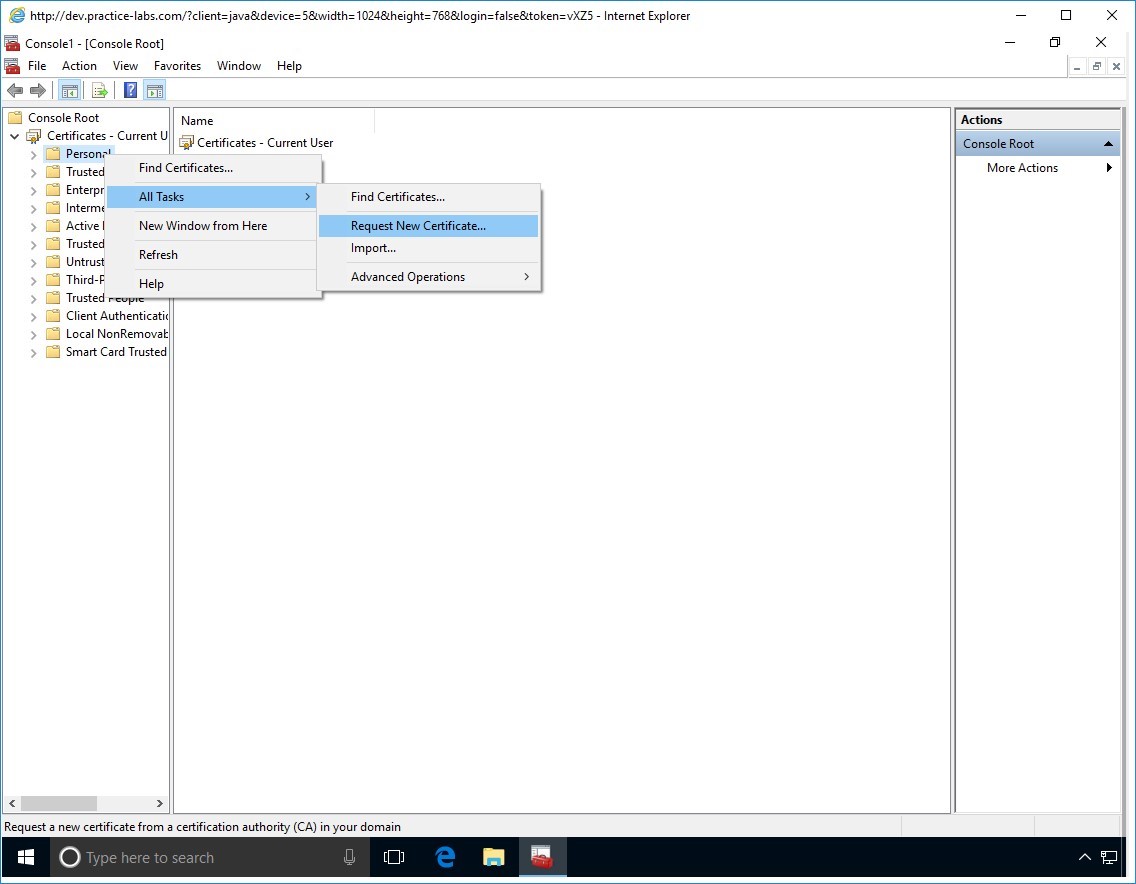 http://dev.practice-labs.com/?client=java&device=5&width=1024&height=768&login=false&token=vXZ5 - Internet Explorer
Console1 - [Console Root]
File Action View Favorites Window Help
Console Root
Certificates - Current U
Personal
Trusted
Enterpr
Interme
Active
Trusted
Untrust
Third-P
Trusted People
Client Authenticatio
Local NonRemovab
Smart Card Trusted
Find Certificates...
All Tasks
New Window from Here
Refresh
Help
Find Certificates...
Request New Certificate...
Import...
Advanced Operations
Name
Certificates - Current User
Actions
Console Root
More Actions
Request a new certificate from a certification authority (CA) in your domain
Type here to search